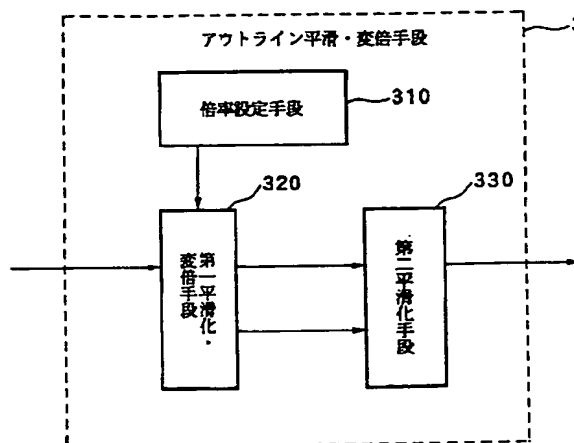 アウトライン平滑・変倍手段
3
倍率設定手段
310
320
330
第一平滑化・
変倍手段
第二平滑化手段